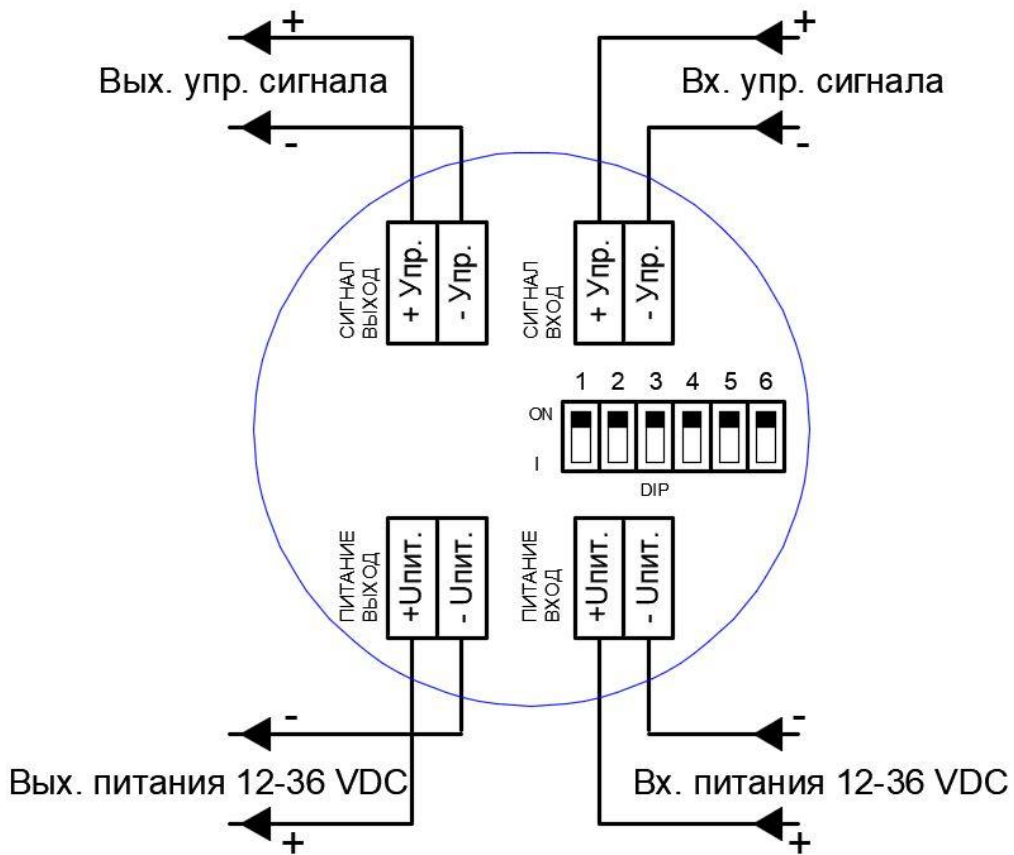 + +
Вых. упр. сигнала Вх. упр. сигнала
- -
СИГНАЛ
ВЫХОД
+ Упр.
- Упр.
СИГНАЛ
ВХОД
+ Упр.
- Упр.
1 2 3 4 5 6
ON
I
DIP
ПИТАНИЕ
ВЫХОД
+Uпит.
- Uпит.
ПИТАНИЕ
ВХОД
+Uпит.
- Uпит.
- -
Вых. питания 12-36 VDC Вх. питания 12-36 VDC
+ +